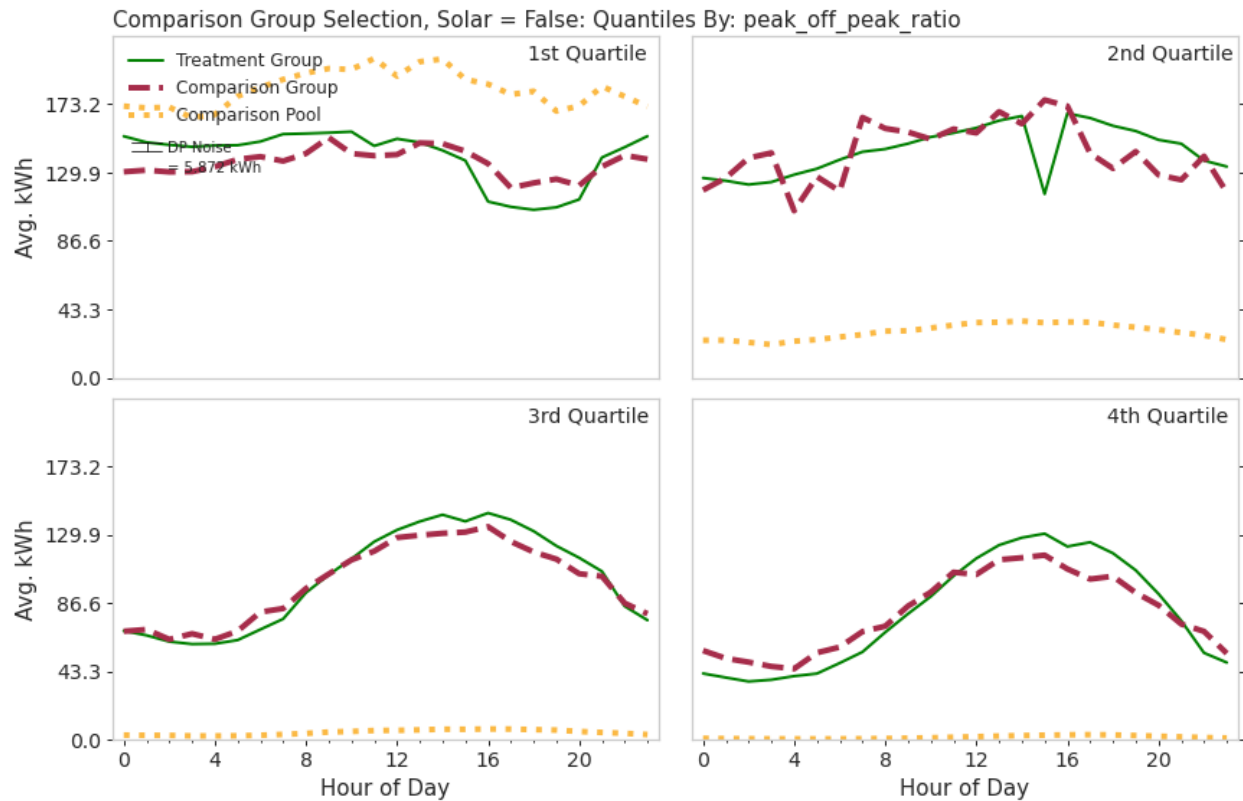 Comparison Group Selection, Solar = False: Quantiles By: peak_off_peak_ratio
1st Quartile
2nd Quartile
Treatment Group
Comparison Group
Comparison Pool
DP Noise
= 5.872 kWh
Avg. kWh
173.2
129.9
86.6
43.3
0.0
3rd Quartile
4th Quartile
Avg. kWh
173.2
129.9
86.6
43.3
0.0
0 4 8 12 16 20
0 4 8 12 16 20
Hour of Day
Hour of Day